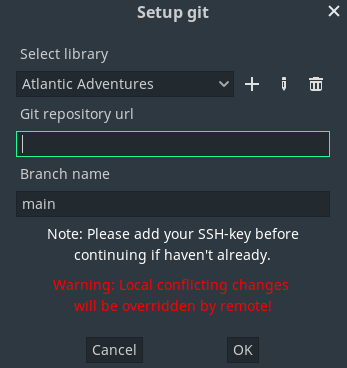 Setup git
Select library
Atlantic Adventures
Git repository url
Branch name
main
Note: Please add your SSH-key before
continuing if haven't already.
Warning: Local conflicting changes
will be overridden by remote!
Cancel OK